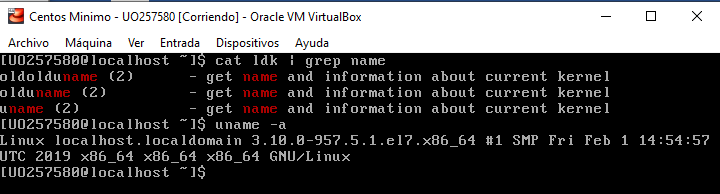 Centos Minimo - UO257580 [Corriendo] - Oracle VM VirtualBox
Archivo Máquina Ver Entrada Dispositivos Ayuda
[UO257580@localhost ~]$ cat ldk | grep name
oldolduname (2) - get name and information about current kernel
olduname (2) - get name and information about current kernel
uname (2) - get name and information about current kernel
[UO257580@localhost ~]$ uname -a
Linux localhost.localdomain 3.10.0-957.5.1.el7.x86_64 #1 SMP Fri Feb 1 14:54:57
UTC 2019 x86_64 x86_64 x86_64 GNU/Linux
[UO257580@localhost ~]$